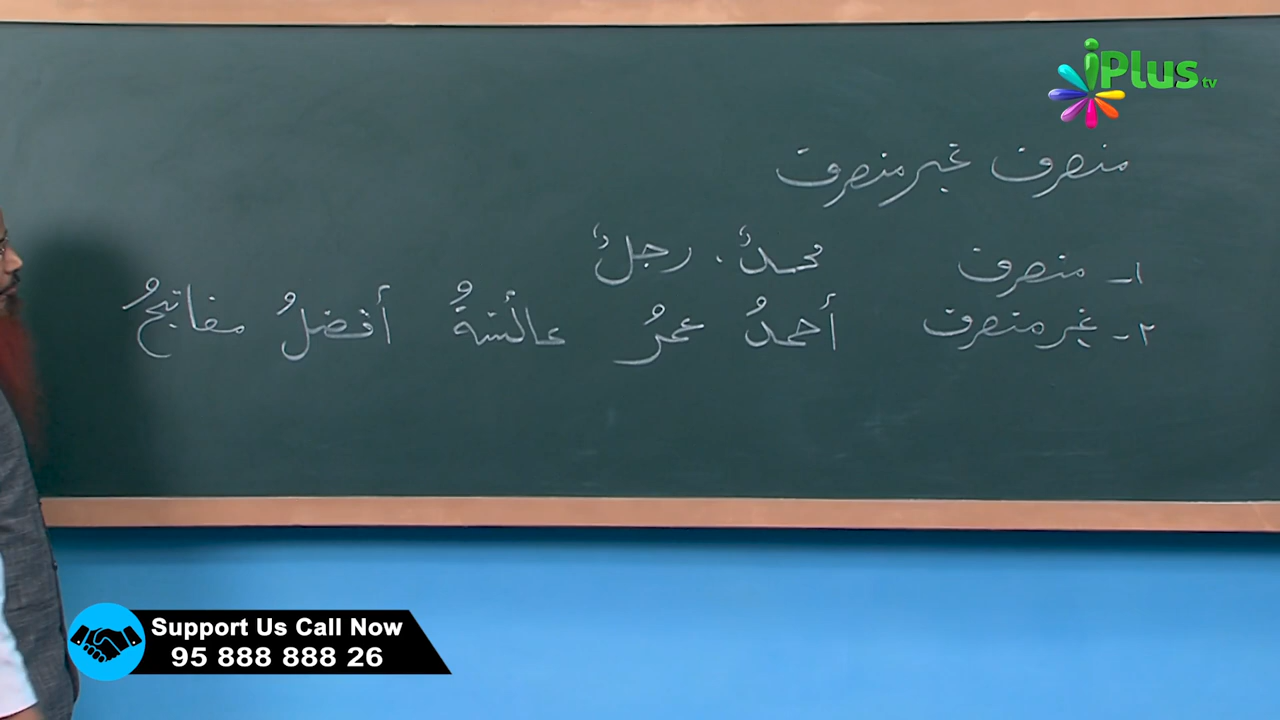 iPlus tv
منصرف غير منصرف
١- منصرف محمدٌ، رجلٌ
٢- غير منصرف أحمدُ عمرُ عائشةُ أفضلُ مفاتيحُ
Support Us Call Now
95 888 888 26